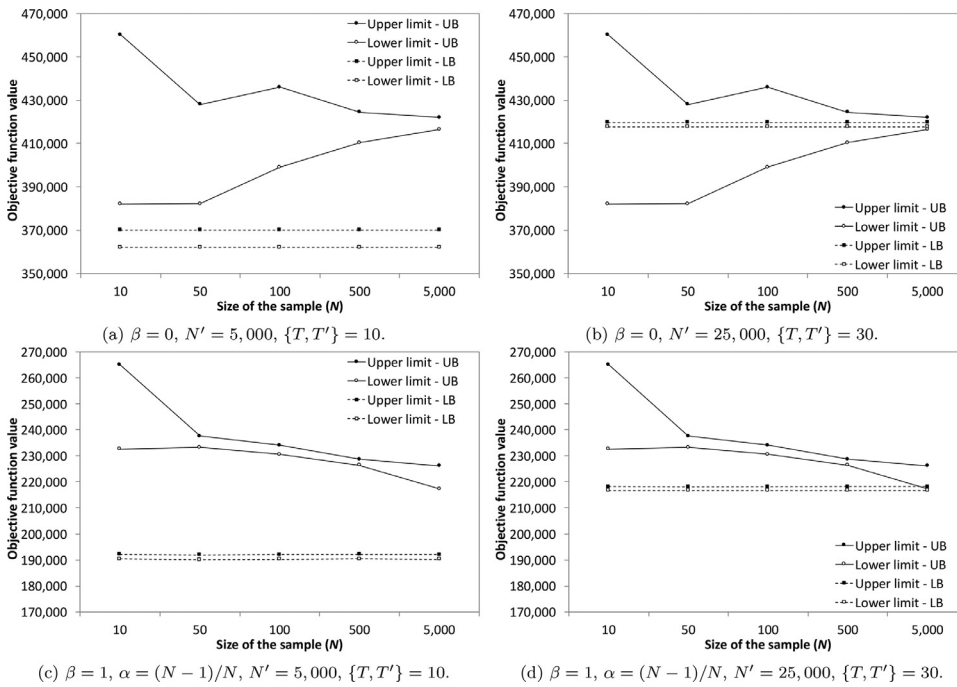 470,000
450,000
430,000
410,000
390,000
370,000
350,000
Objective function value
Upper limit - UB
Lower limit - UB
Upper limit - LB
Lower limit - LB
10 50 100 500 5,000
Size of the sample (N)
(a) β = 0, N′ = 5,000, {T, T′} = 10.
470,000
450,000
430,000
410,000
390,000
370,000
350,000
Objective function value
Upper limit - UB
Lower limit - UB
Upper limit - LB
Lower limit - LB
10 50 100 500 5,000
Size of the sample (N)
(b) β = 0, N′ = 25,000, {T, T′} = 30.
270,000
260,000
250,000
240,000
230,000
220,000
210,000
200,000
190,000
180,000
170,000
Objective function value
Upper limit - UB
Lower limit - UB
Upper limit - LB
Lower limit - LB
10 50 100 500 5,000
Size of the sample (N)
(c) β = 1, α = (N − 1)/N, N′ = 5,000, {T, T′} = 10.
270,000
260,000
250,000
240,000
230,000
220,000
210,000
200,000
190,000
180,000
170,000
Objective function value
Upper limit - UB
Lower limit - UB
Upper limit - LB
Lower limit - LB
10 50 100 500 5,000
Size of the sample (N)
(d) β = 1, α = (N − 1)/N, N′ = 25,000, {T, T′} = 30.